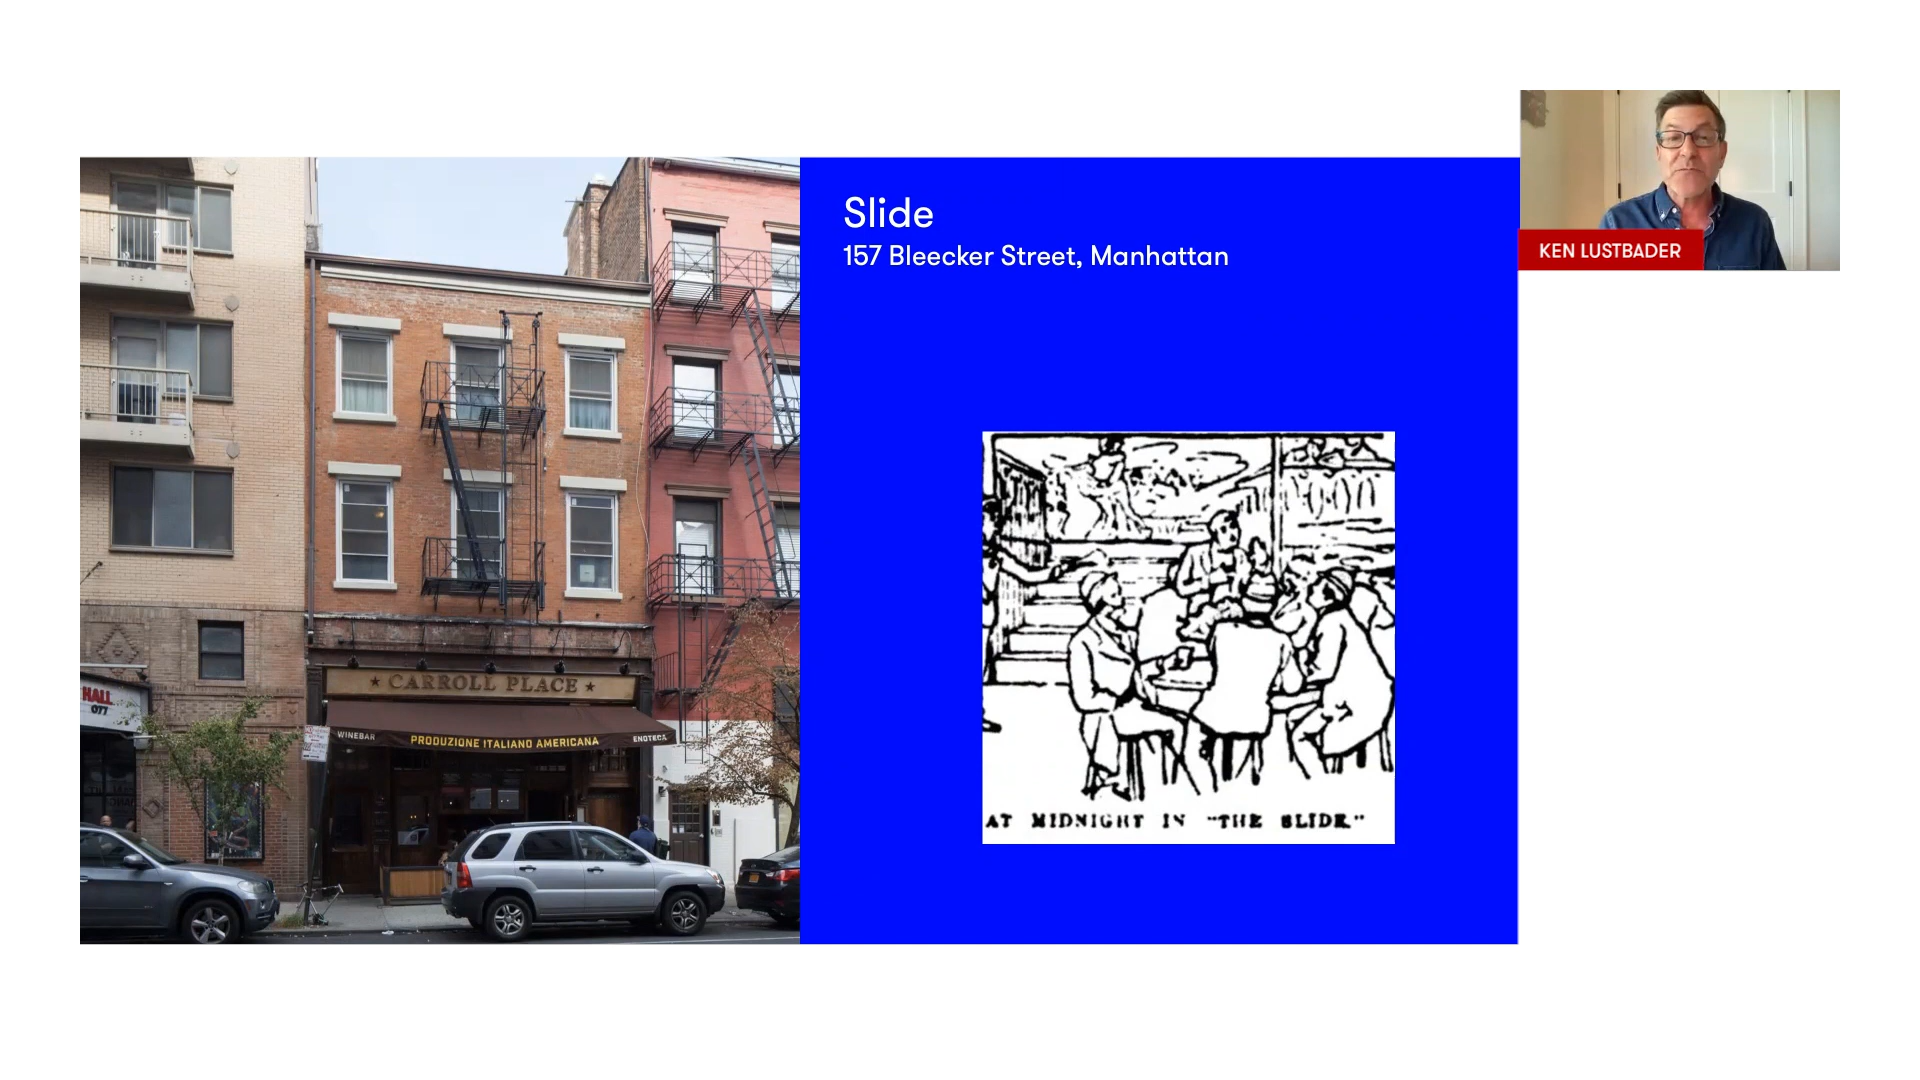 Slide
157 Bleecker Street, Manhattan
KEN LUSTBADER
★ CARROLL PLACE ★
WINEBAR
PRODUZIONE ITALIANO AMERICANA
ENOTECA
HALL
077
AT MIDNIGHT IN "THE SLIDE."